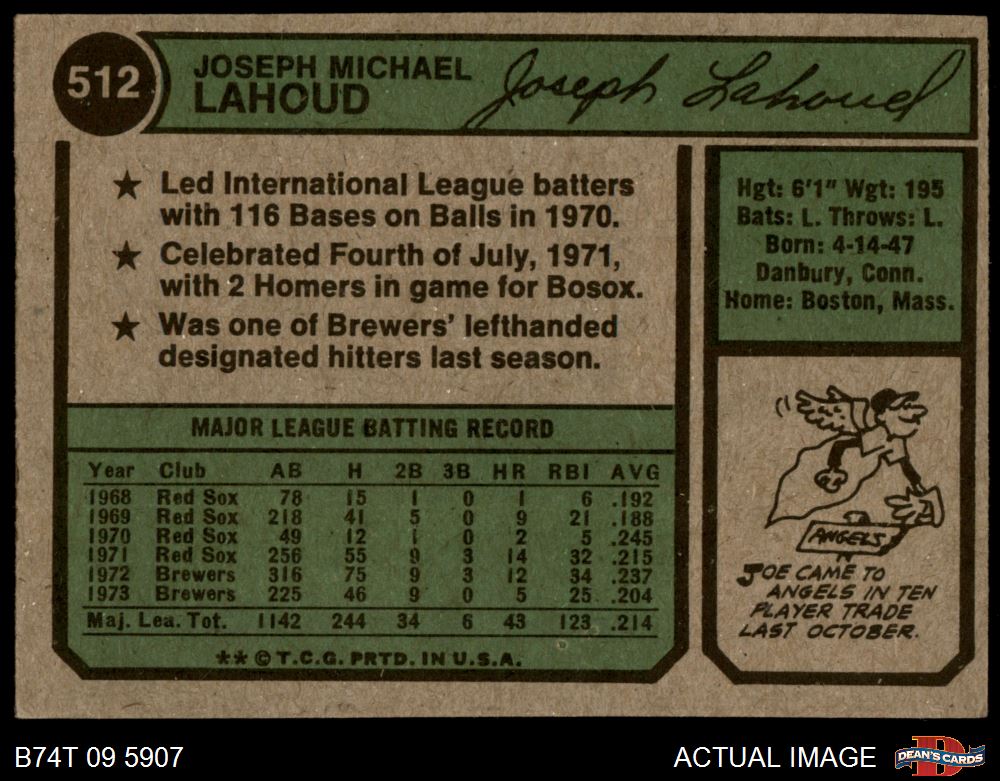 512
JOSEPH MICHAEL
LAHOUD
Joseph Lahoud
★ Led International League batters
with 116 Bases on Balls in 1970.
★ Celebrated Fourth of July, 1971,
with 2 Homers in game for Bosox.
★ Was one of Brewers' lefthanded
designated hitters last season.
MAJOR LEAGUE BATTING RECORD
Year Club AB H 2B 3B HR RBI AVG
1968 Red Sox 78 15 1 0 1 6 .192
1969 Red Sox 218 41 5 0 9 21 .188
1970 Red Sox 49 12 1 0 2 5 .245
1971 Red Sox 256 55 9 3 14 32 .215
1972 Brewers 316 75 9 3 12 34 .237
1973 Brewers 225 46 9 0 5 25 .204
Maj. Lea. Tot. 1142 244 34 6 43 123 .214
** © T.C.G. PRTD. IN U.S.A.
Hgt: 6'1" Wgt: 195
Bats: L. Throws: L.
Born: 4-14-47
Danbury, Conn.
Home: Boston, Mass.
ANGELS
JOE CAME TO
ANGELS IN TEN
PLAYER TRADE
LAST OCTOBER.
B74T 09 5907
ACTUAL IMAGE
D
DEAN'S CARDS